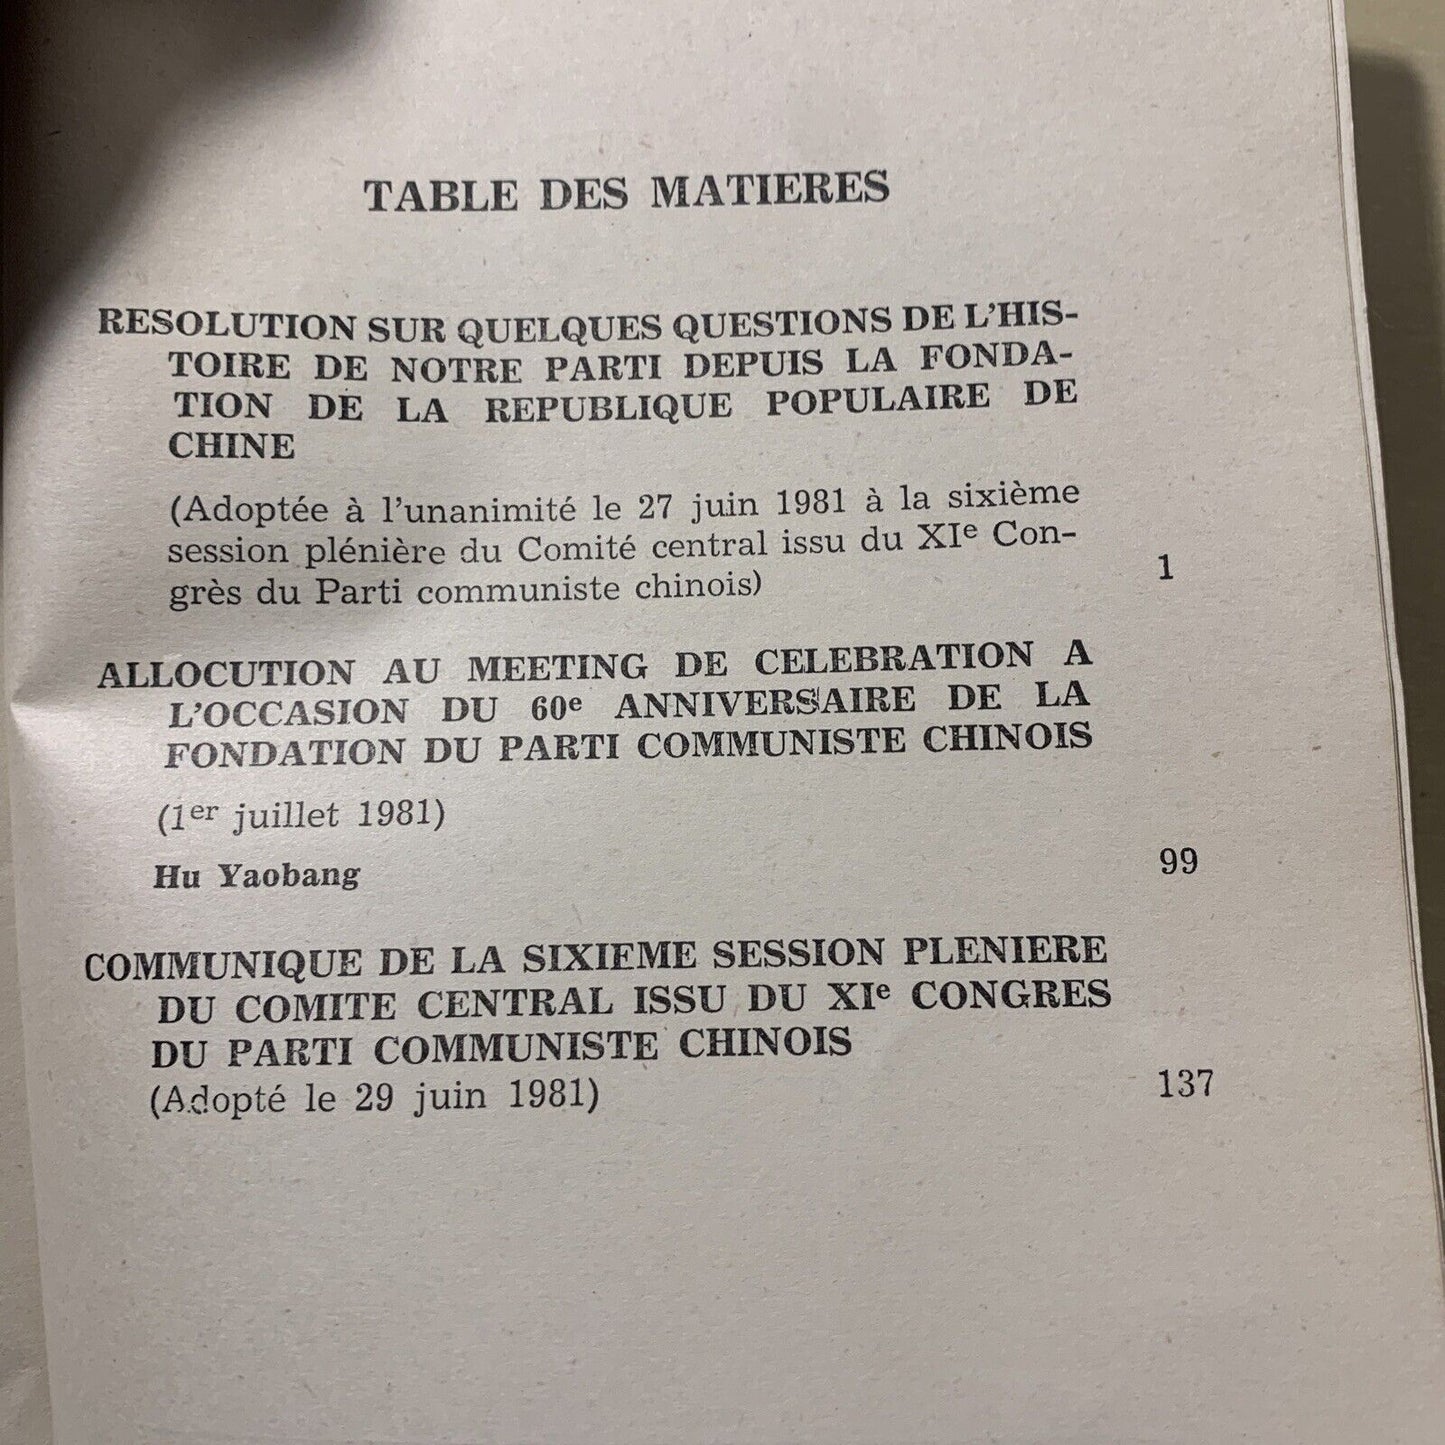 TABLE DES MATIERES
RESOLUTION SUR QUELQUES QUESTIONS DE L'HIS-
TOIRE DE NOTRE PARTI DEPUIS LA FONDA-
TION DE LA REPUBLIQUE POPULAIRE DE
CHINE
(Adoptée à l'unanimité le 27 juin 1981 à la sixième
session plénière du Comité central issu du XIe Con-
grès du Parti communiste chinois) 1
ALLOCUTION AU MEETING DE CELEBRATION A
L'OCCASION DU 60e ANNIVERSAIRE DE LA
FONDATION DU PARTI COMMUNISTE CHINOIS
(1er juillet 1981)
Hu Yaobang 99
COMMUNIQUE DE LA SIXIEME SESSION PLENIERE
DU COMITE CENTRAL ISSU DU XIe CONGRES
DU PARTI COMMUNISTE CHINOIS
(Adopté le 29 juin 1981) 137